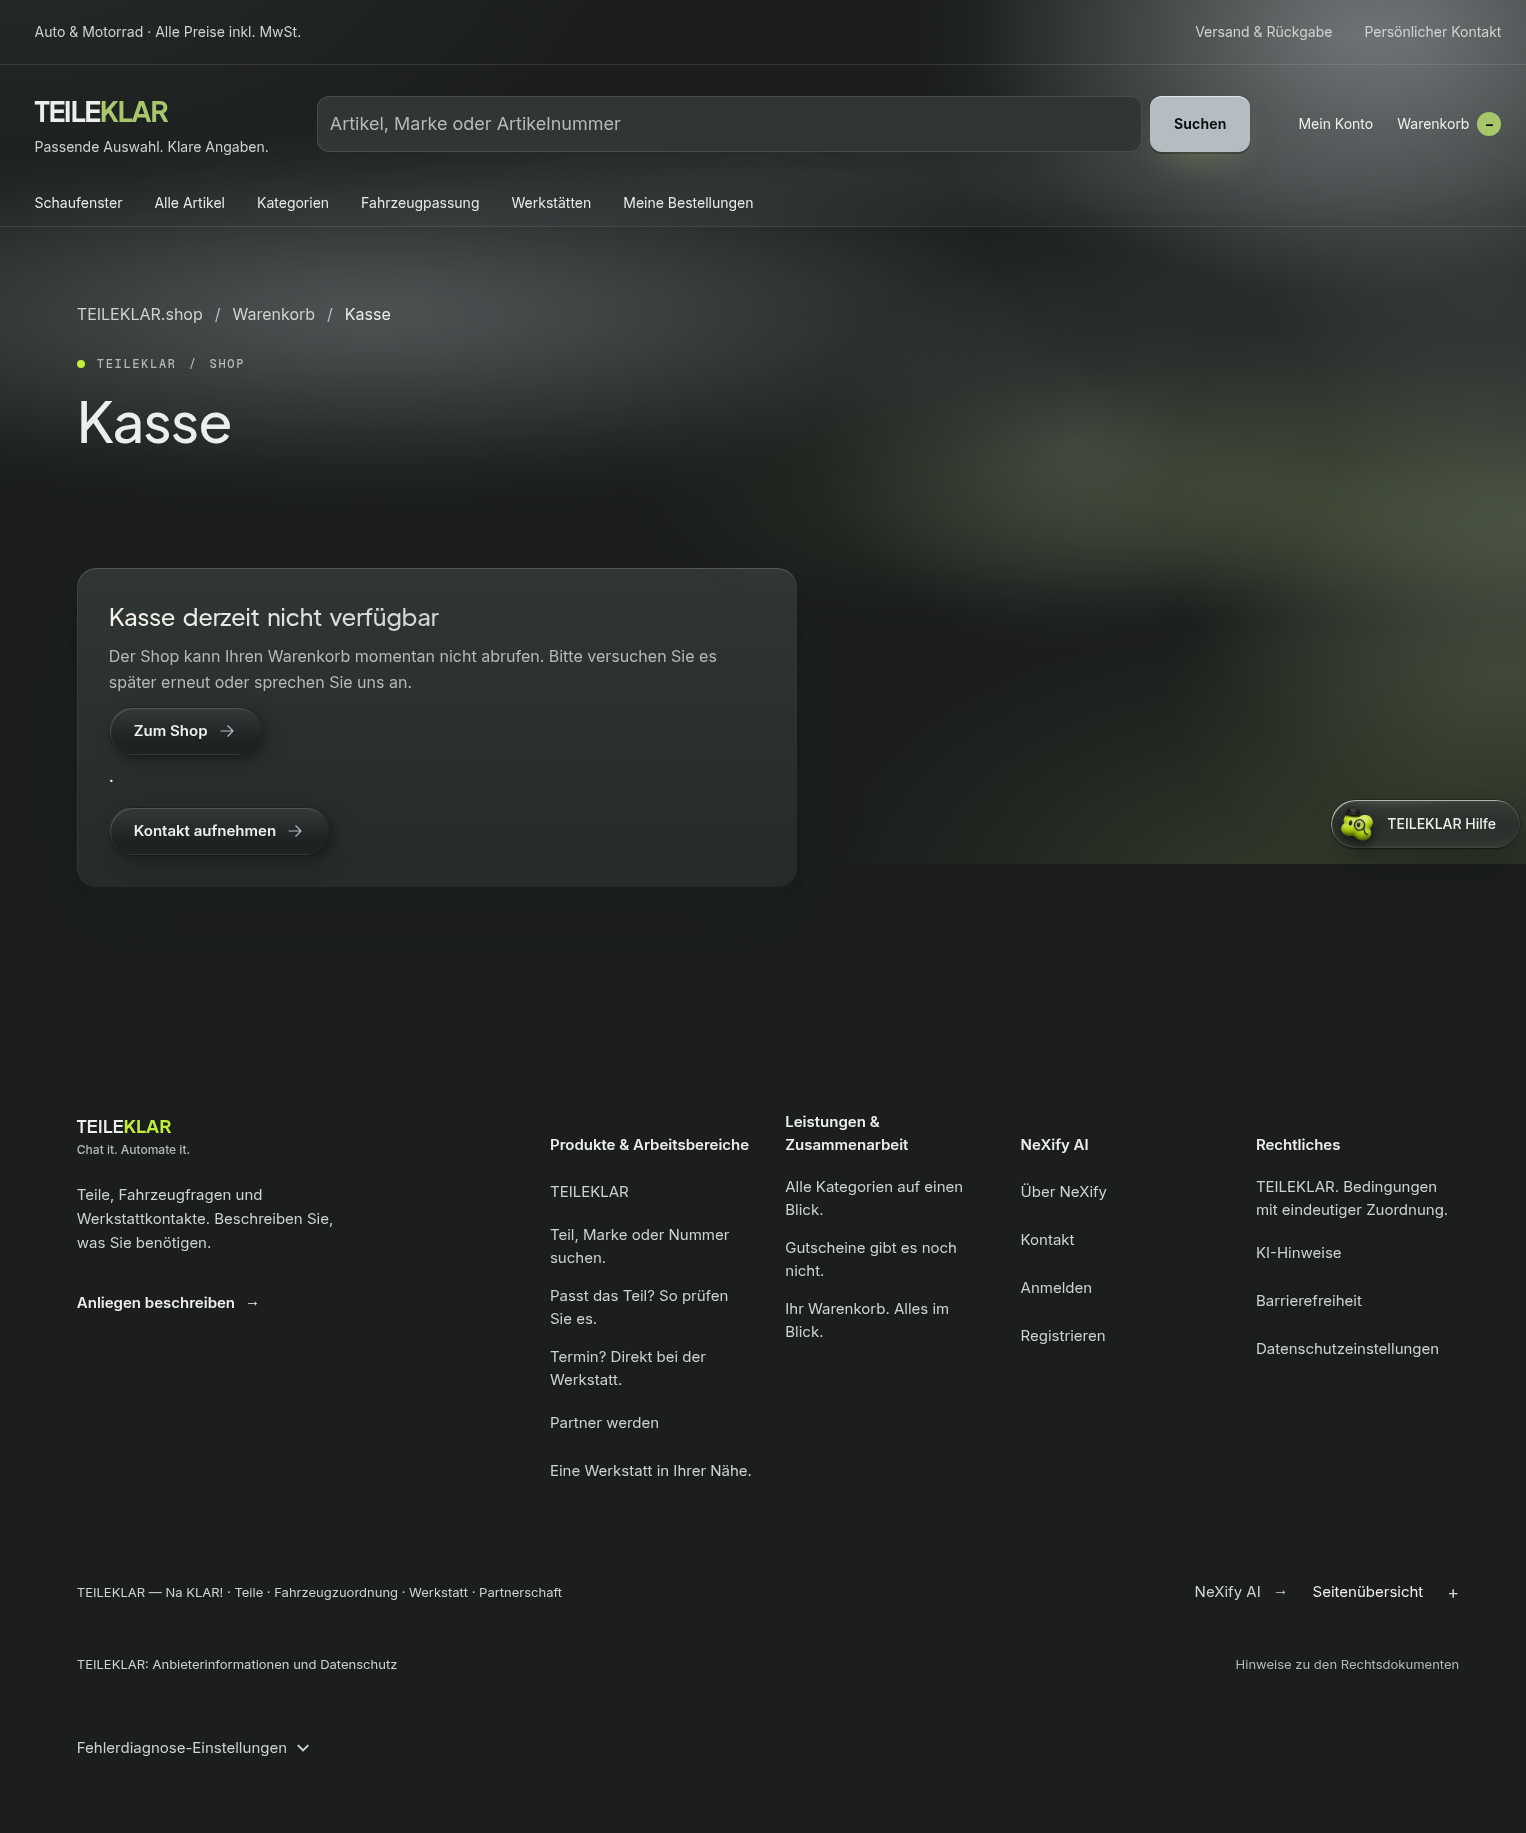 Auto & Motorrad · Alle Preise inkl. MwSt.
Versand & Rückgabe
Persönlicher Kontakt
TEILEKLAR
Passende Auswahl. Klare Angaben.
Artikel, Marke oder Artikelnummer
Suchen
Mein Konto
Warenkorb –
Schaufenster
Alle Artikel
Kategorien
Fahrzeugpassung
Werkstätten
Meine Bestellungen
TEILEKLAR.shop / Warenkorb / Kasse
TEILEKLAR / SHOP
Kasse
Kasse derzeit nicht verfügbar
Der Shop kann Ihren Warenkorb momentan nicht abrufen. Bitte versuchen Sie es
später erneut oder sprechen Sie uns an.
Zum Shop →
·
Kontakt aufnehmen →
TEILEKLAR Hilfe
TEILEKLAR
Chat it. Automate it.
Teile, Fahrzeugfragen und
Werkstattkontakte. Beschreiben Sie,
was Sie benötigen.
Anliegen beschreiben →
Produkte & Arbeitsbereiche
TEILEKLAR
Teil, Marke oder Nummer
suchen.
Passt das Teil? So prüfen
Sie es.
Termin? Direkt bei der
Werkstatt.
Partner werden
Eine Werkstatt in Ihrer Nähe.
Leistungen &
Zusammenarbeit
Alle Kategorien auf einen
Blick.
Gutscheine gibt es noch
nicht.
Ihr Warenkorb. Alles im
Blick.
NeXify AI
Über NeXify
Kontakt
Anmelden
Registrieren
Rechtliches
TEILEKLAR. Bedingungen
mit eindeutiger Zuordnung.
KI-Hinweise
Barrierefreiheit
Datenschutzeinstellungen
TEILEKLAR — Na KLAR! · Teile · Fahrzeugzuordnung · Werkstatt · Partnerschaft
NeXify AI →
Seitenübersicht +
TEILEKLAR: Anbieterinformationen und Datenschutz
Hinweise zu den Rechtsdokumenten
Fehlerdiagnose-Einstellungen